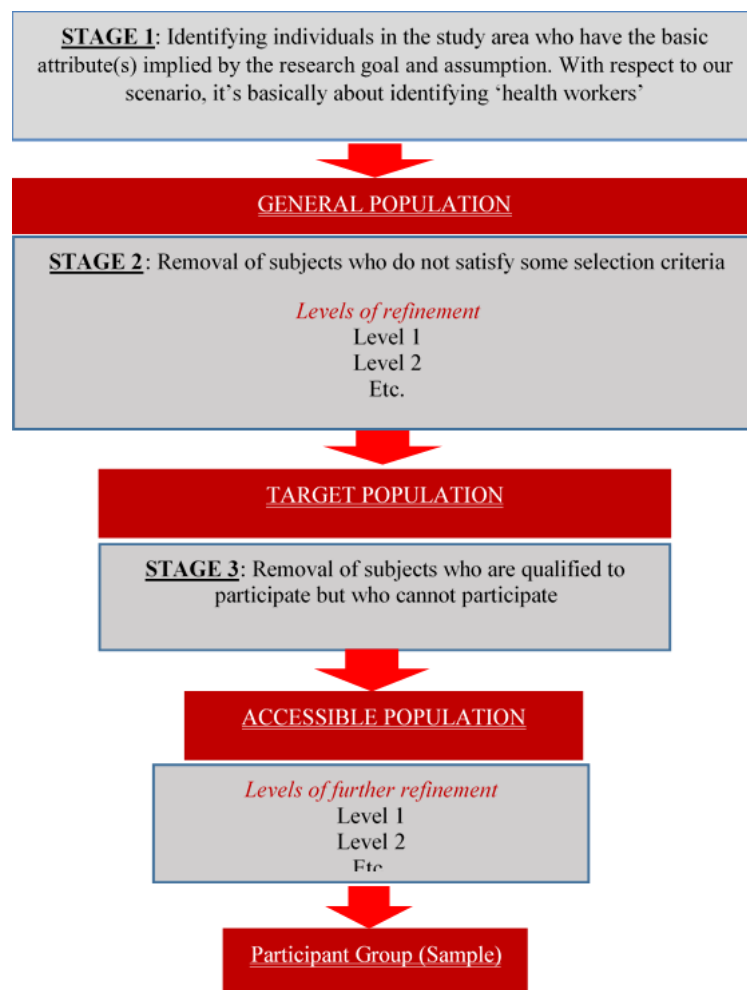 STAGE 1: Identifying individuals in the study area who have the basic
attribute(s) implied by the research goal and assumption. With respect to our
scenario, it's basically about identifying ‘health workers’
GENERAL POPULATION
STAGE 2: Removal of subjects who do not satisfy some selection criteria
Levels of refinement
Level 1
Level 2
Etc.
TARGET POPULATION
STAGE 3: Removal of subjects who are qualified to
participate but who cannot participate
ACCESSIBLE POPULATION
Levels of further refinement
Level 1
Level 2
Etc
Participant Group (Sample)